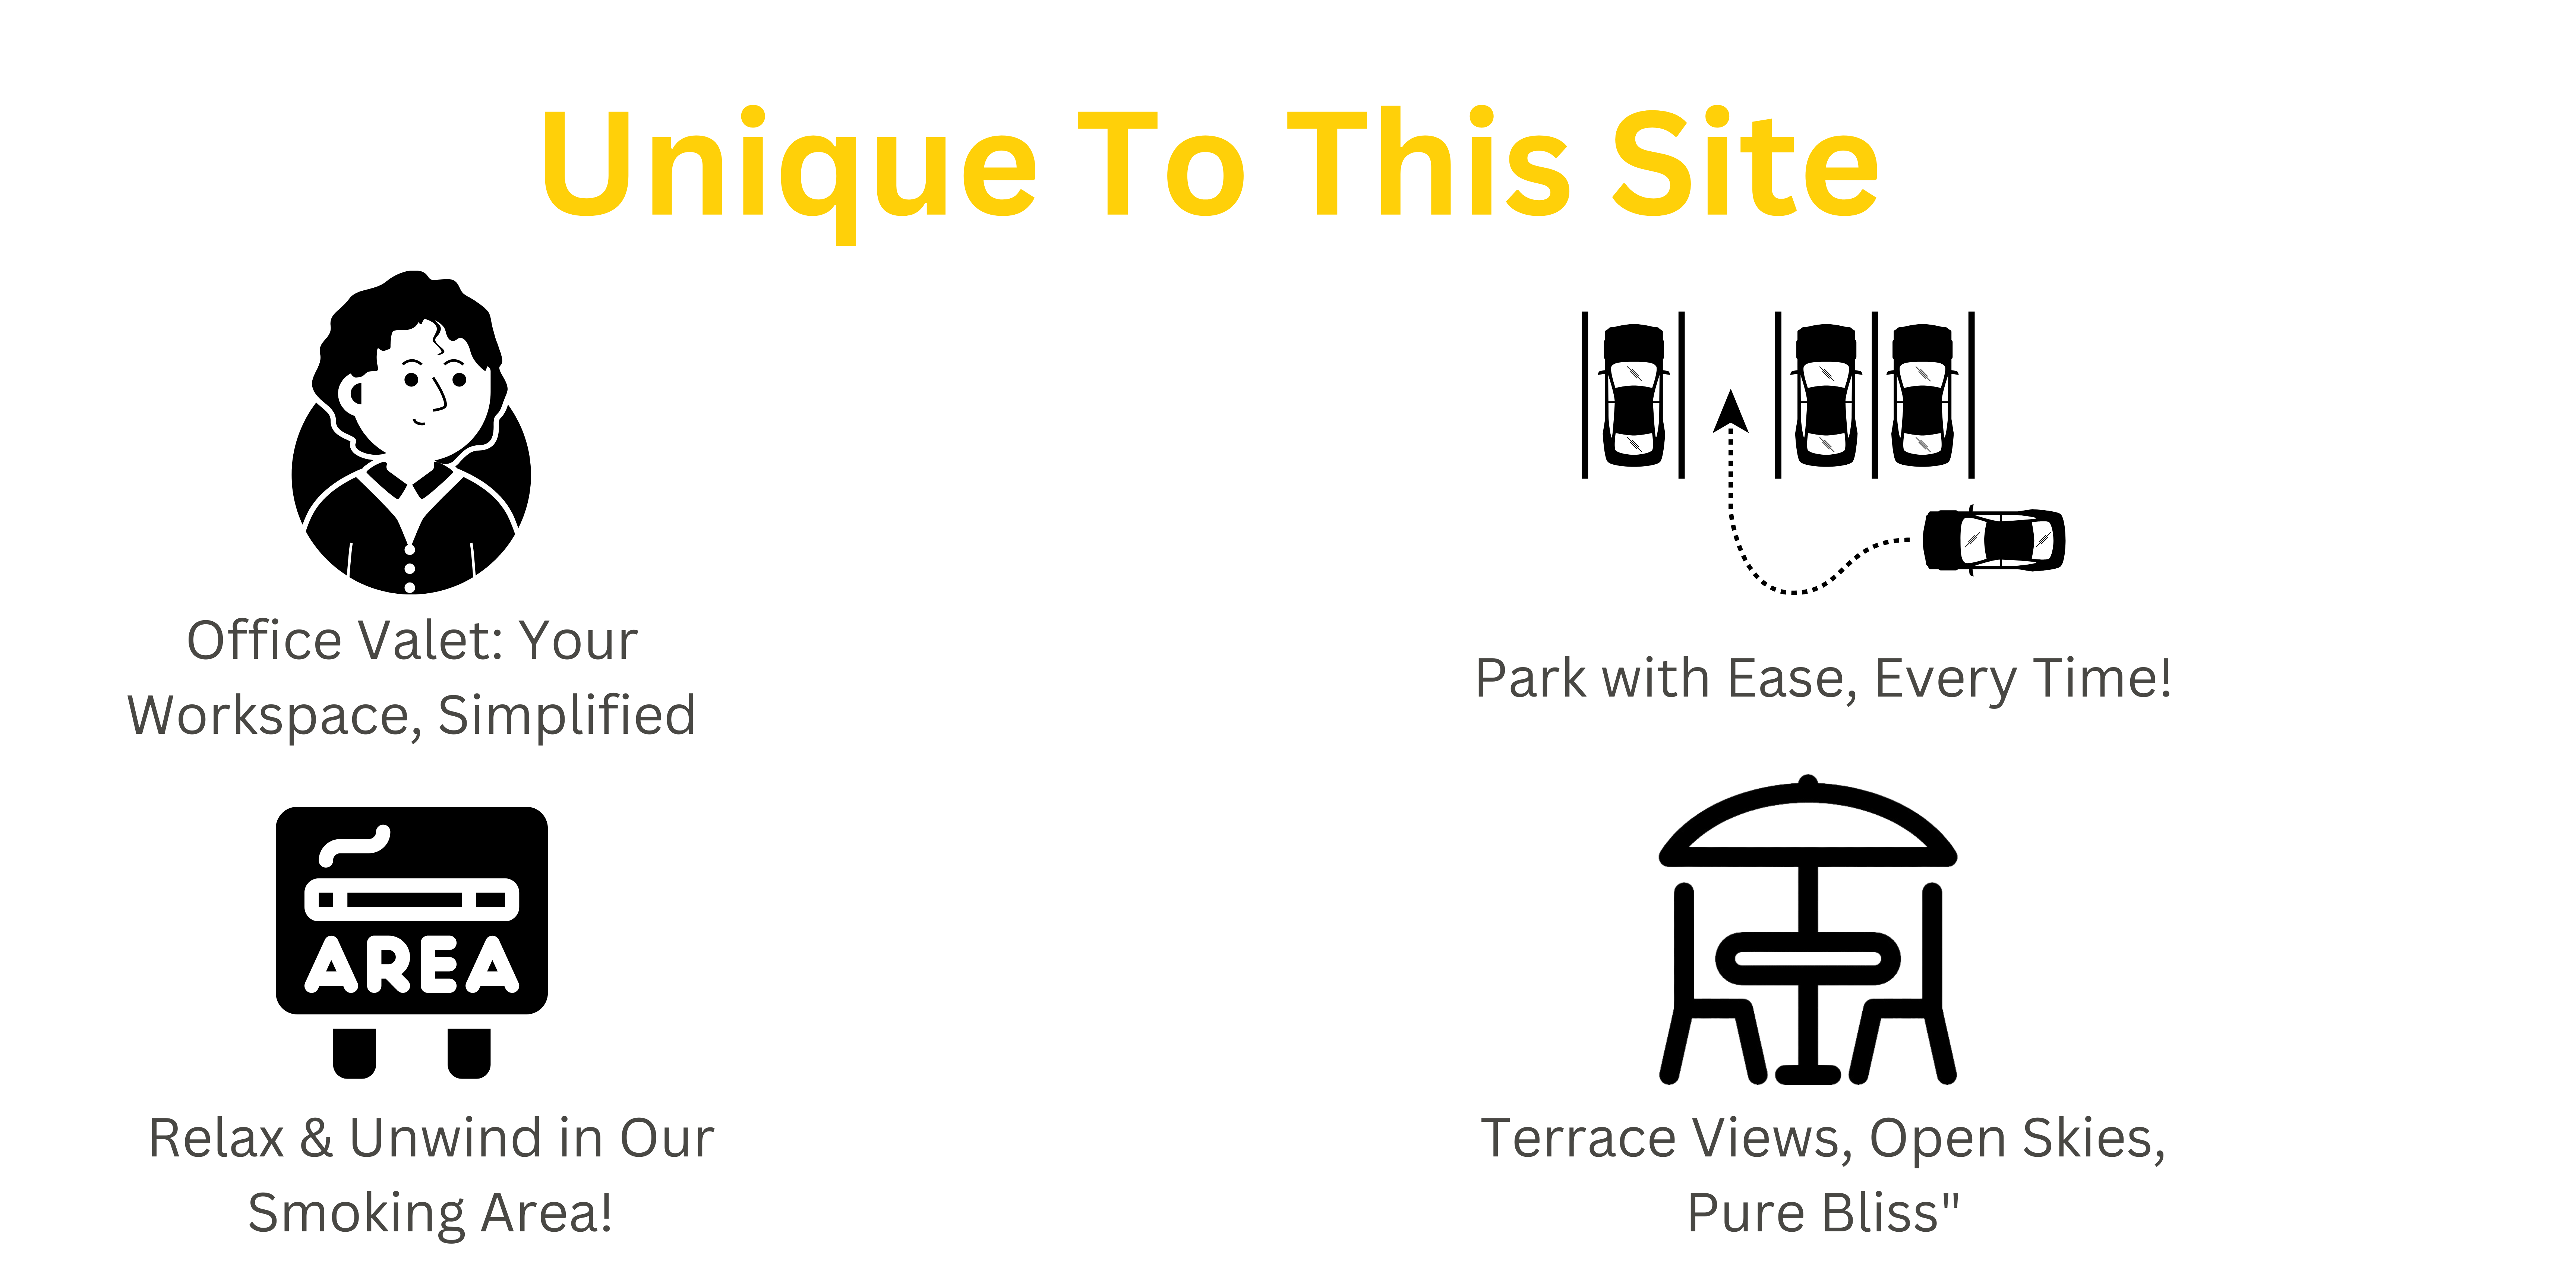 Unique To This Site
Office Valet: Your
Workspace, Simplified
Park with Ease, Every Time!
AREA
Relax & Unwind in Our
Smoking Area!
Terrace Views, Open Skies,
Pure Bliss"